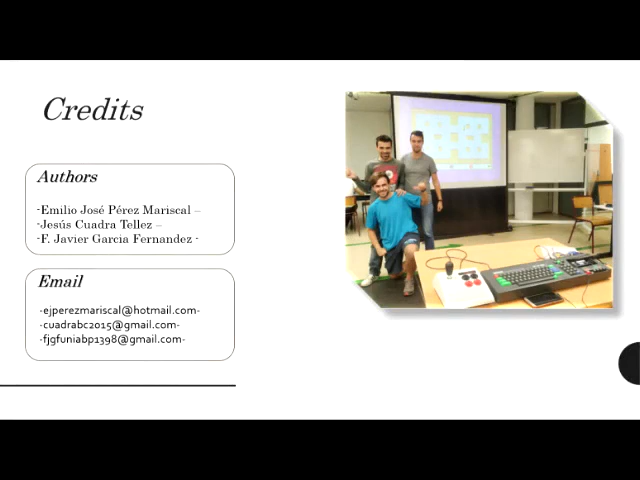 Credits
Authors
-Emilio José Pérez Mariscal –
-Jesús Cuadra Tellez –
-F. Javier Garcia Fernandez -
Email
-ejperezmariscal@hotmail.com-
-cuadrabc2015@gmail.com-
-fjgfuniabp1398@gmail.com-